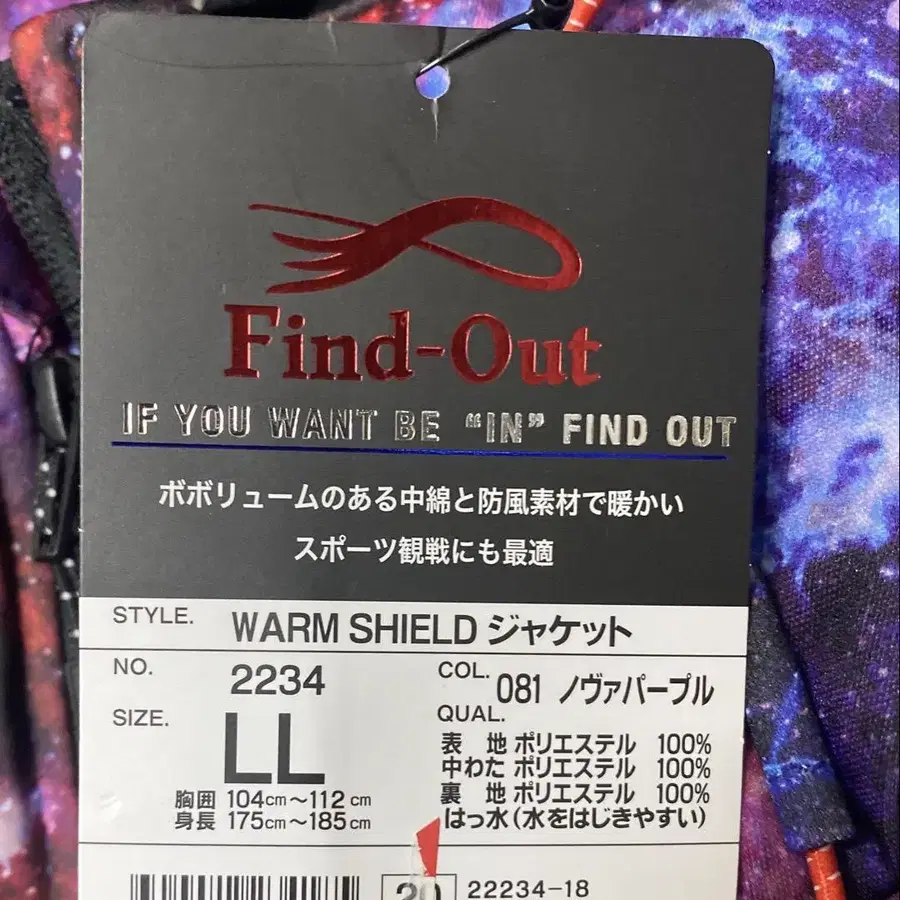 Find-Out
IF YOU WANT BE “IN” FIND OUT
ボボリュームのある中綿と防風素材で暖かい
スポーツ観戦にも最適
STYLE. WARM SHIELD ジャケット
NO. 2234
COL. 081 ノヴァパープル
SIZE. LL
胸囲 104cm～112cm
身長 175cm～185cm
QUAL.
表 地 ポリエステル 100%
中わた ポリエステル 100%
裏 地 ポリエステル 100%
はっ水(水をはじきやすい)
20 22234-18